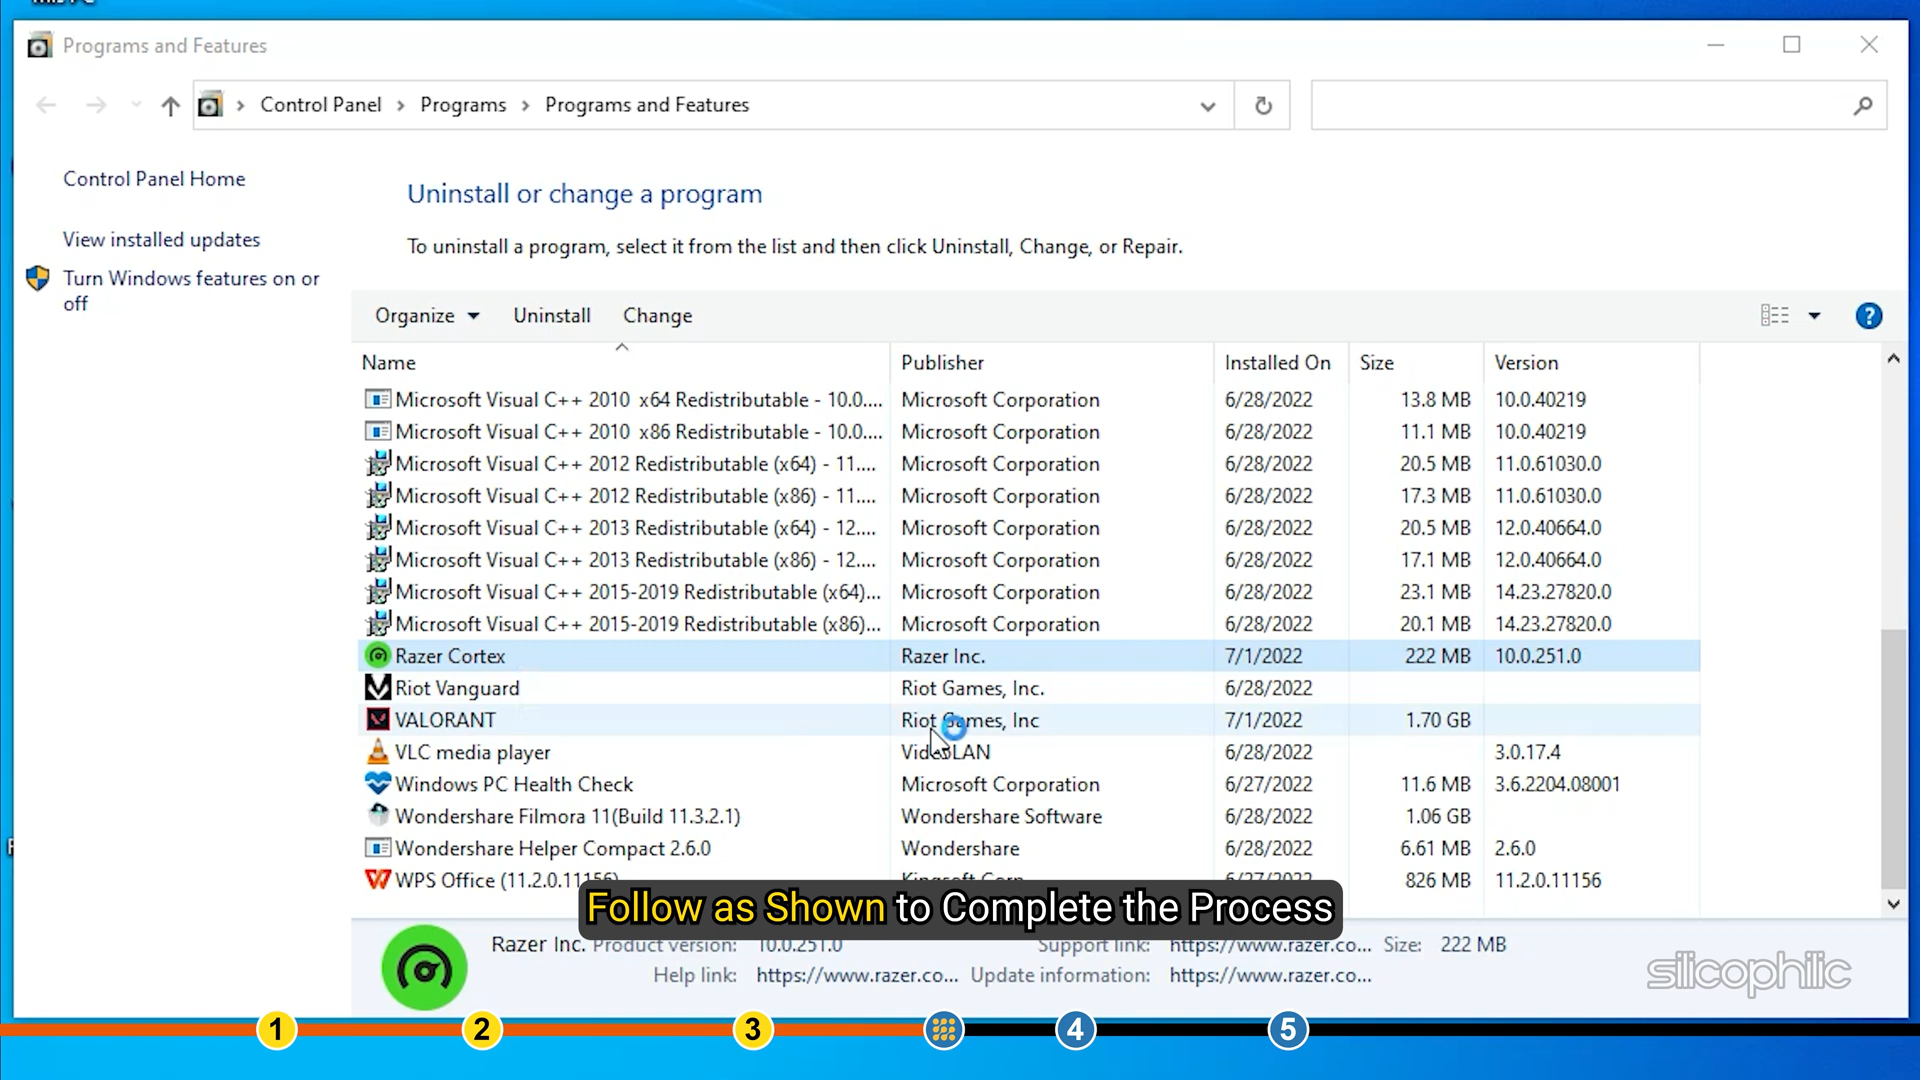 Programs and Features
Control Panel Programs Programs and Features
Control Panel Home
View installed updates
Turn Windows features on or
off
Uninstall or change a program
To uninstall a program, select it from the list and then click Uninstall, Change, or Repair.
Organize Uninstall Change ?
Name Publisher Installed On Size Version
Microsoft Visual C++ 2010 x64 Redistributable - 10.0.... Microsoft Corporation 6/28/2022 13.8 MB 10.0.40219
Microsoft Visual C++ 2010 x86 Redistributable - 10.0.... Microsoft Corporation 6/28/2022 11.1 MB 10.0.40219
Microsoft Visual C++ 2012 Redistributable (x64) - 11.... Microsoft Corporation 6/28/2022 20.5 MB 11.0.61030.0
Microsoft Visual C++ 2012 Redistributable (x86) - 11.... Microsoft Corporation 6/28/2022 17.3 MB 11.0.61030.0
Microsoft Visual C++ 2013 Redistributable (x64) - 12.... Microsoft Corporation 6/28/2022 20.5 MB 12.0.40664.0
Microsoft Visual C++ 2013 Redistributable (x86) - 12.... Microsoft Corporation 6/28/2022 17.1 MB 12.0.40664.0
Microsoft Visual C++ 2015-2019 Redistributable (x64)... Microsoft Corporation 6/28/2022 23.1 MB 14.23.27820.0
Microsoft Visual C++ 2015-2019 Redistributable (x86)... Microsoft Corporation 6/28/2022 20.1 MB 14.23.27820.0
Razer Cortex Razer Inc. 7/1/2022 222 MB 10.0.251.0
Riot Vanguard Riot Games, Inc. 6/28/2022
VALORANT Riot Games, Inc 7/1/2022 1.70 GB
VLC media player VideoLAN 6/28/2022 3.0.17.4
Windows PC Health Check Microsoft Corporation 6/27/2022 11.6 MB 3.6.2204.08001
Wondershare Filmora 11(Build 11.3.2.1) Wondershare Software 6/28/2022 1.06 GB
Wondershare Helper Compact 2.6.0 Wondershare 6/28/2022 6.61 MB 2.6.0
WPS Office (11.2.0.11156) Kingsoft Corp. 6/27/2022 826 MB 11.2.0.11156
Follow as Shown to Complete the Process
Razer Inc. Product version: 10.0.251.0 Support link: https://www.razer.co... Size: 222 MB
Help link: https://www.razer.co... Update information: https://www.razer.co...
silicophilic
1 2 3 4 5